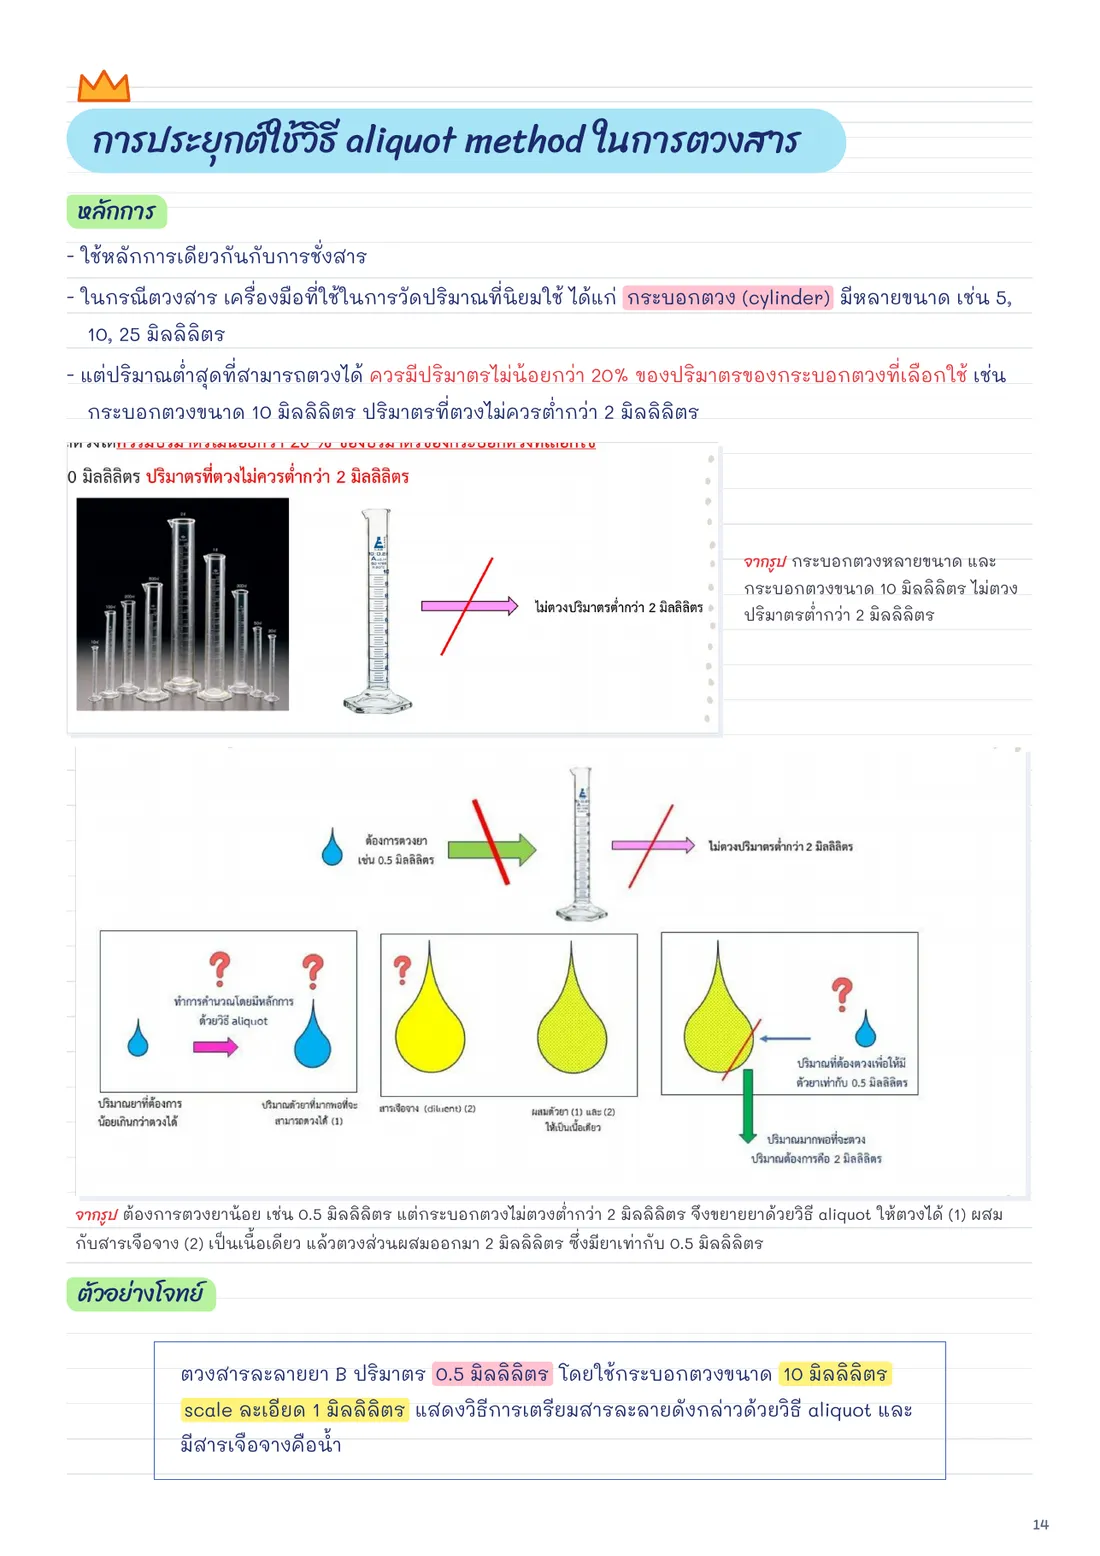 การประยุกต์ใช้วิธี aliquot method ในการตวงสาร
หลักการ
- ใช้หลักการเดียวกันกับการชั่งสาร
- ในกรณีตวงสาร เครื่องมือที่ใช้ในการวัดปริมาณที่นิยมใช้ ได้แก่ กระบอกตวง (cylinder) มีหลายขนาด เช่น 5,
10, 25 มิลลิลิตร
- แต่ปริมาณต่ำสุดที่สามารถตวงได้ ควรมีปริมาตรไม่น้อยกว่า 20% ของปริมาตรของกระบอกตวงที่เลือกใช้ เช่น
กระบอกตวงขนาด 10 มิลลิลิตร ปริมาตรที่ตวงไม่ควรต่ำกว่า 2 มิลลิลิตร
0 มิลลิลิตร ปริมาตรที่ตวงไม่ควรต่ำกว่า 2 มิลลิลิตร
ไม่ตวงปริมาตรต่ำกว่า 2 มิลลิลิตร
จากรูป กระบอกตวงหลายขนาด และ
กระบอกตวงขนาด 10 มิลลิลิตร ไม่ตวง
ปริมาตรต่ำกว่า 2 มิลลิลิตร
ต้องการตวงยา
เช่น 0.5 มิลลิลิตร
ไม่ตวงปริมาตรต่ำกว่า 2 มิลลิลิตร
?
?
ทำการคำนวณโดยมีหลักการ
ด้วยวิธี aliquot
ปริมาณยาที่ต้องการ
น้อยเกินกว่าตวงได้
ปริมาณตัวยาที่มากพอที่จะ
สามารถตวงได้ (1)
?
สารเจือจาง (diluent) (2)
ผสมตัวยา (1) และ (2)
ให้เป็นเนื้อเดียว
?
ปริมาณที่ต้องตวงเพื่อให้มี
ตัวยาเท่ากับ 0.5 มิลลิลิตร
ปริมาณมากพอที่จะตวง
ปริมาณต้องการคือ 2 มิลลิลิตร
จากรูป ต้องการตวงยาน้อย เช่น 0.5 มิลลิลิตร แต่กระบอกตวงไม่ตวงต่ำกว่า 2 มิลลิลิตร จึงขยายยาด้วยวิธี aliquot ให้ตวงได้ (1) ผสม
กับสารเจือจาง (2) เป็นเนื้อเดียว แล้วตวงส่วนผสมออกมา 2 มิลลิลิตร ซึ่งมียาเท่ากับ 0.5 มิลลิลิตร
ตัวอย่างโจทย์
ตวงสารละลายยา B ปริมาตร 0.5 มิลลิลิตร โดยใช้กระบอกตวงขนาด 10 มิลลิลิตร
scale ละเอียด 1 มิลลิลิตร แสดงวิธีการเตรียมสารละลายดังกล่าวด้วยวิธี aliquot และ
มีสารเจือจางคือน้ำ
14